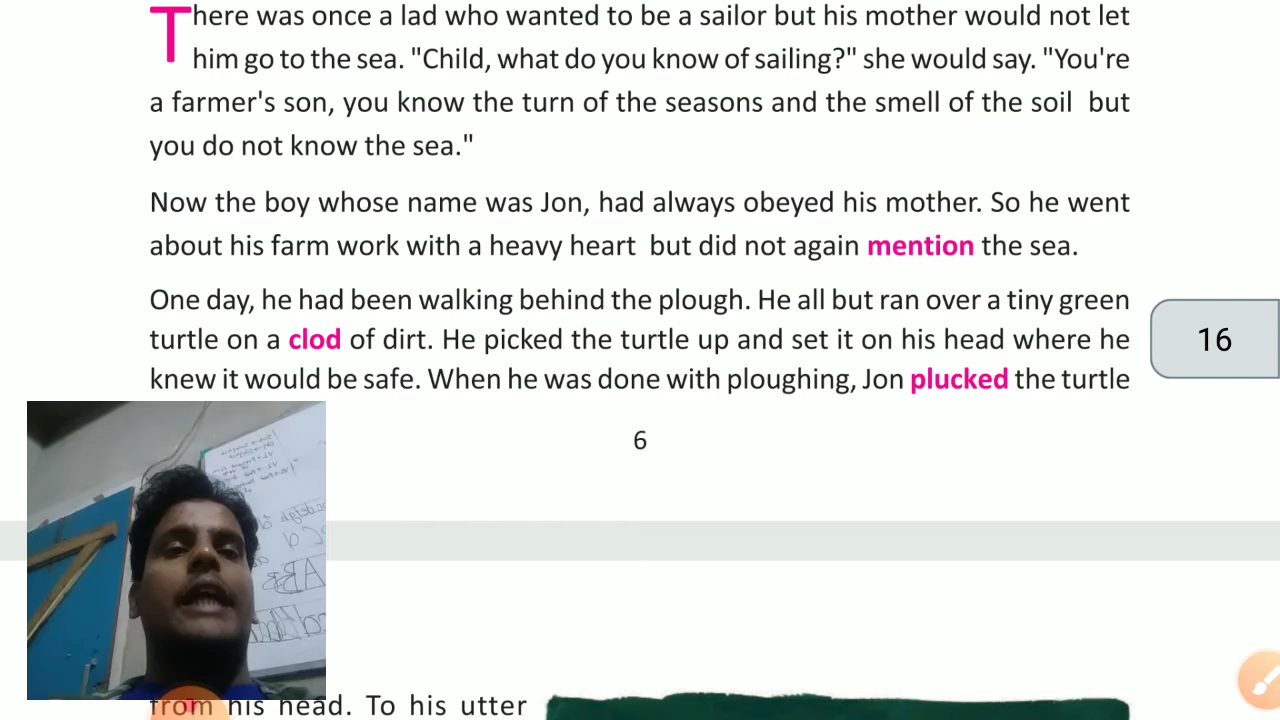 There was once a lad who wanted to be a sailor but his mother would not let
him go to the sea. "Child, what do you know of sailing?" she would say. "You're
a farmer's son, you know the turn of the seasons and the smell of the soil but
you do not know the sea."
Now the boy whose name was Jon, had always obeyed his mother. So he went
about his farm work with a heavy heart but did not again mention the sea.
One day, he had been walking behind the plough. He all but ran over a tiny green
turtle on a clod of dirt. He picked the turtle up and set it on his head where he
knew it would be safe. When he was done with ploughing, Jon plucked the turtle
16
6
from his head. To his utter